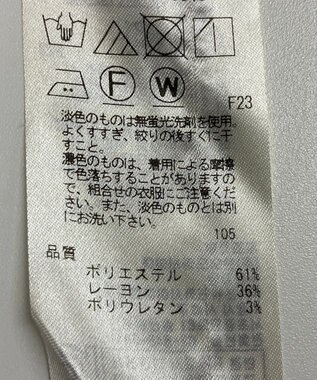 F
W
F23
淡色のものは無蛍光洗剤を使用。
よくすすぎ、絞りの後すぐに干
すこと。
濃色のものは、着用による摩擦
で色落ちすることがありますの
で、組合せの衣服にご注意くだ
さい。また、淡色のものとは別
にお洗い下さい。
105
品質
ポリエステル 61%
レーヨン 36%
ポリウレタン 3%